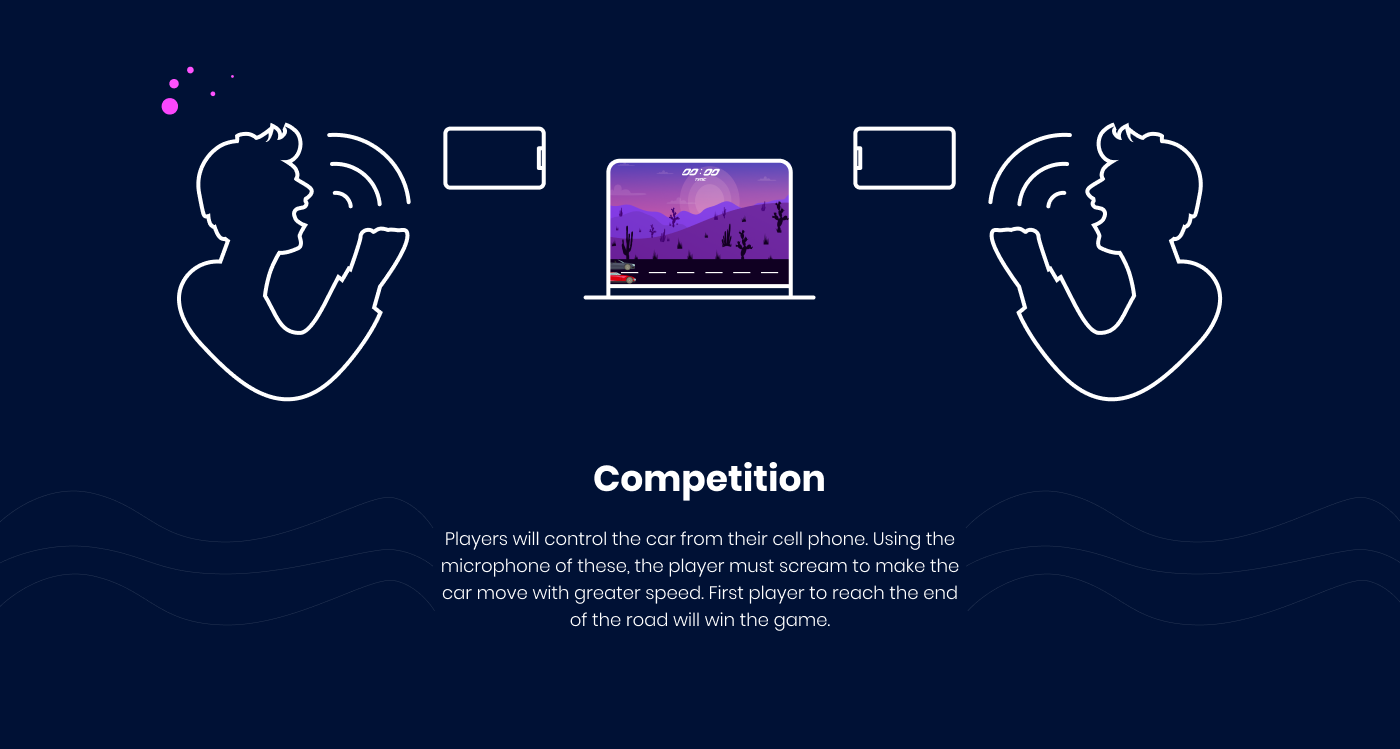 00:00
Competition
Players will control the car from their cell phone. Using the
microphone of these, the player must scream to make the
car move with greater speed. First player to reach the end
of the road will win the game.